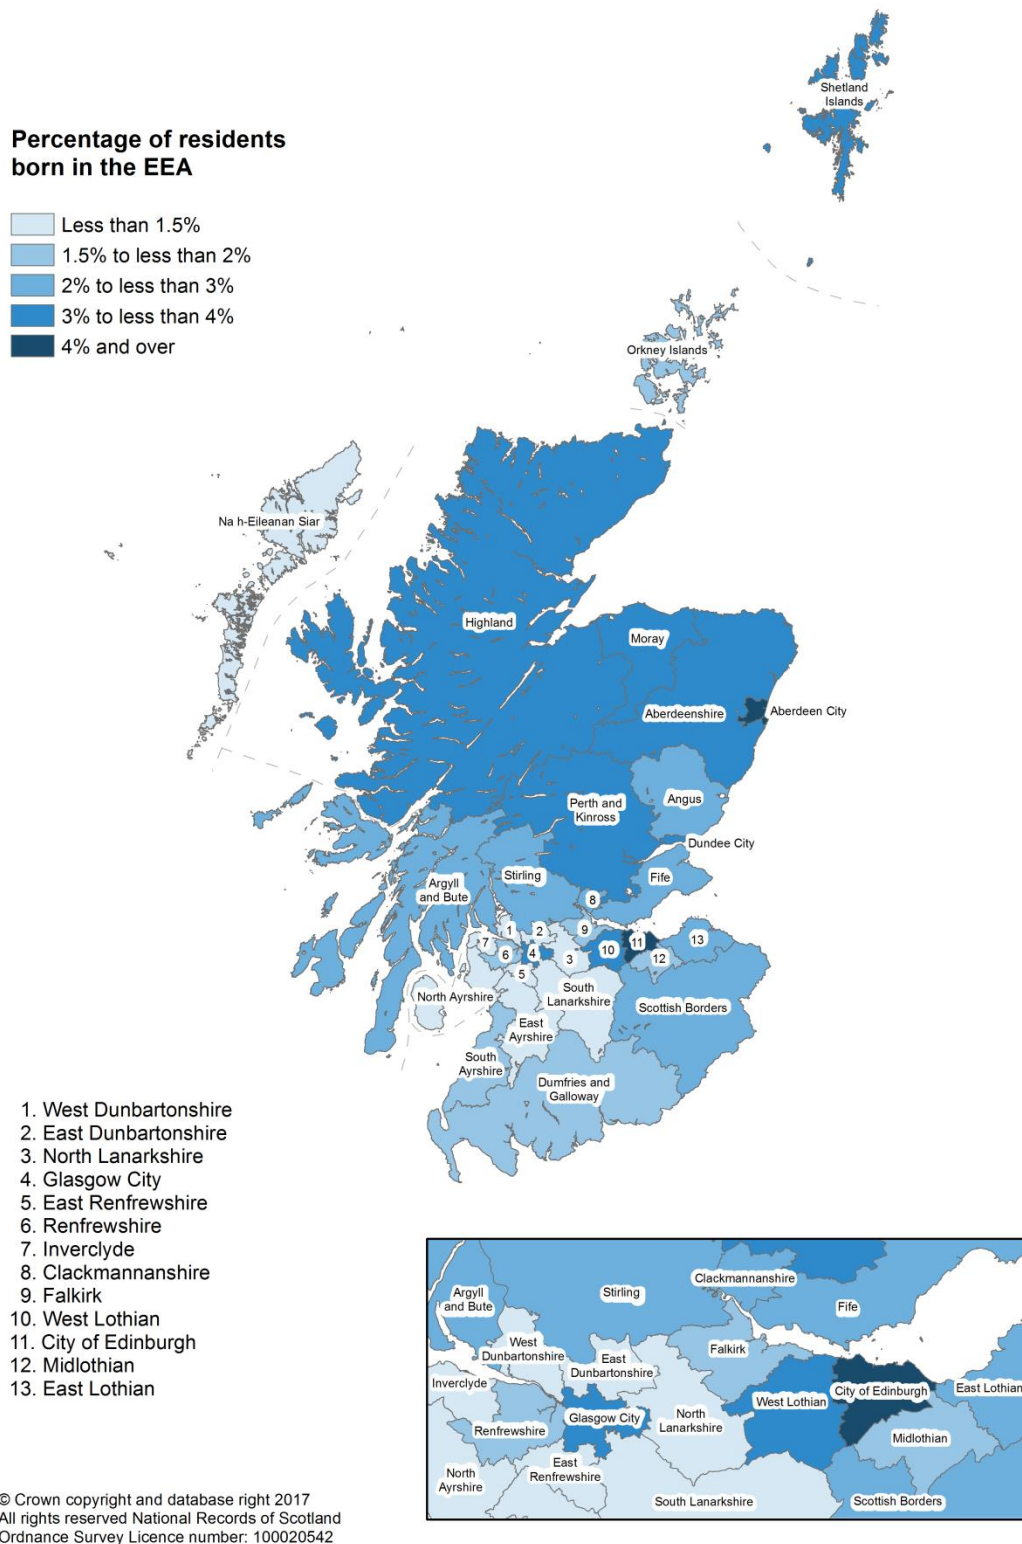 Percentage of residents
born in the EEA
Less than 1.5%
1.5% to less than 2%
2% to less than 3%
3% to less than 4%
4% and over
Shetland
Islands
Orkney Islands
Na h-Eileanan Siar
Highland
Moray
Aberdeenshire
Aberdeen City
Perth and
Kinross
Angus
Dundee City
Fife
Stirling
Argyll
and Bute
8
1
2
9
7
6
4
3
10
11
12
13
5
North Ayrshire
South
Lanarkshire
East
Ayrshire
Scottish Borders
South
Ayrshire
Dumfries and
Galloway
1. West Dunbartonshire
2. East Dunbartonshire
3. North Lanarkshire
4. Glasgow City
5. East Renfrewshire
6. Renfrewshire
7. Inverclyde
8. Clackmannanshire
9. Falkirk
10. West Lothian
11. City of Edinburgh
12. Midlothian
13. East Lothian
Argyll
and Bute
Stirling
Clackmannanshire
Fife
West
Dunbartonshire
East
Dunbartonshire
Falkirk
Inverclyde
Renfrewshire
Glasgow City
North
Lanarkshire
West Lothian
City of Edinburgh
East Lothian
Midlothian
North
Ayrshire
East
Renfrewshire
South Lanarkshire
Scottish Borders
© Crown copyright and database right 2017
All rights reserved National Records of Scotland
Ordnance Survey Licence number: 100020542